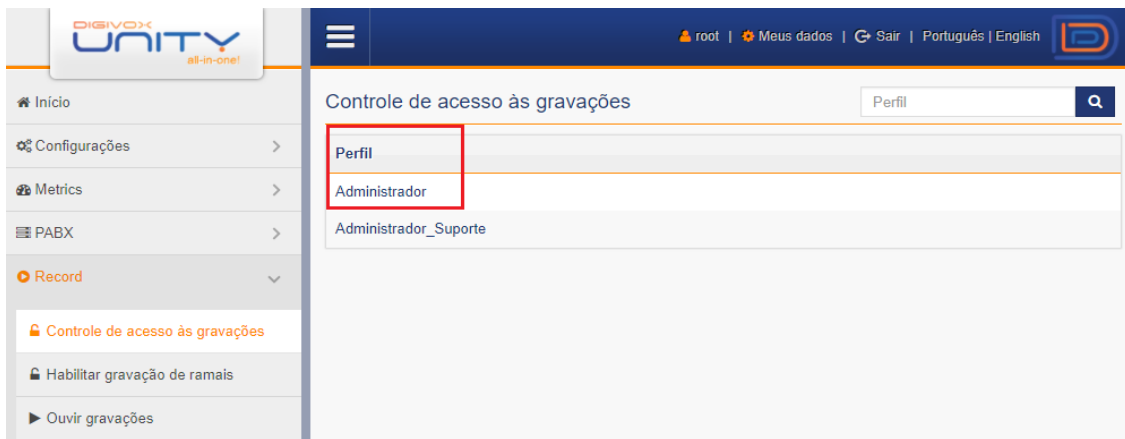 DIGIVOX
UNITY
all-in-one!
root | Meus dados | Sair | Português | English
Início
Configurações
Metrics
PABX
Record
Controle de acesso às gravações
Habilitar gravação de ramais
Ouvir gravações
Controle de acesso às gravações
Perfil
Perfil
Administrador
Administrador_Suporte